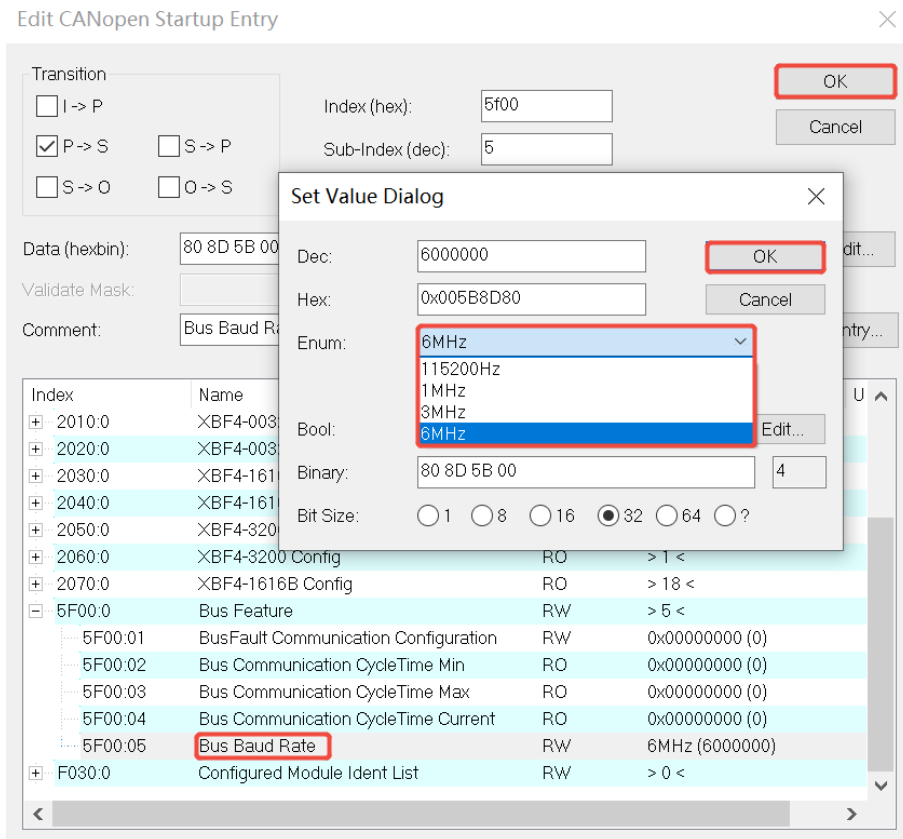 Edit CANopen Startup Entry
Transition
I -> P
P -> S
S -> P
S -> O
O -> S
Index (hex):
5f00
Sub-Index (dec):
5
OK
Cancel
Data (hexbin):
80 8D 5B 00
dit...
Validate Mask:
Comment:
Bus Baud Ra
ntry...
Set Value Dialog
Dec:
6000000
OK
Hex:
0x005B8D80
Cancel
Enum:
6MHz
115200Hz
1MHz
3MHz
6MHz
Bool:
Edit...
Binary:
80 8D 5B 00
4
Bit Size:
1 8 16 32 64 ?
Index Name U
2010:0 XBF4-003
2020:0 XBF4-003
2030:0 XBF4-161
2040:0 XBF4-161
2050:0 XBF4-320
2060:0 XBF4-3200 Config RO > 1 <
2070:0 XBF4-1616B Config RO > 18 <
5F00:0 Bus Feature RW > 5 <
5F00:01 BusFault Communication Configuration RW 0x00000000 (0)
5F00:02 Bus Communication CycleTime Min RO 0x00000000 (0)
5F00:03 Bus Communication CycleTime Max RO 0x00000000 (0)
5F00:04 Bus Communication CycleTime Current RO 0x00000000 (0)
5F00:05 Bus Baud Rate RW 6MHz (6000000)
F030:0 Configured Module Ident List RW > 0 <